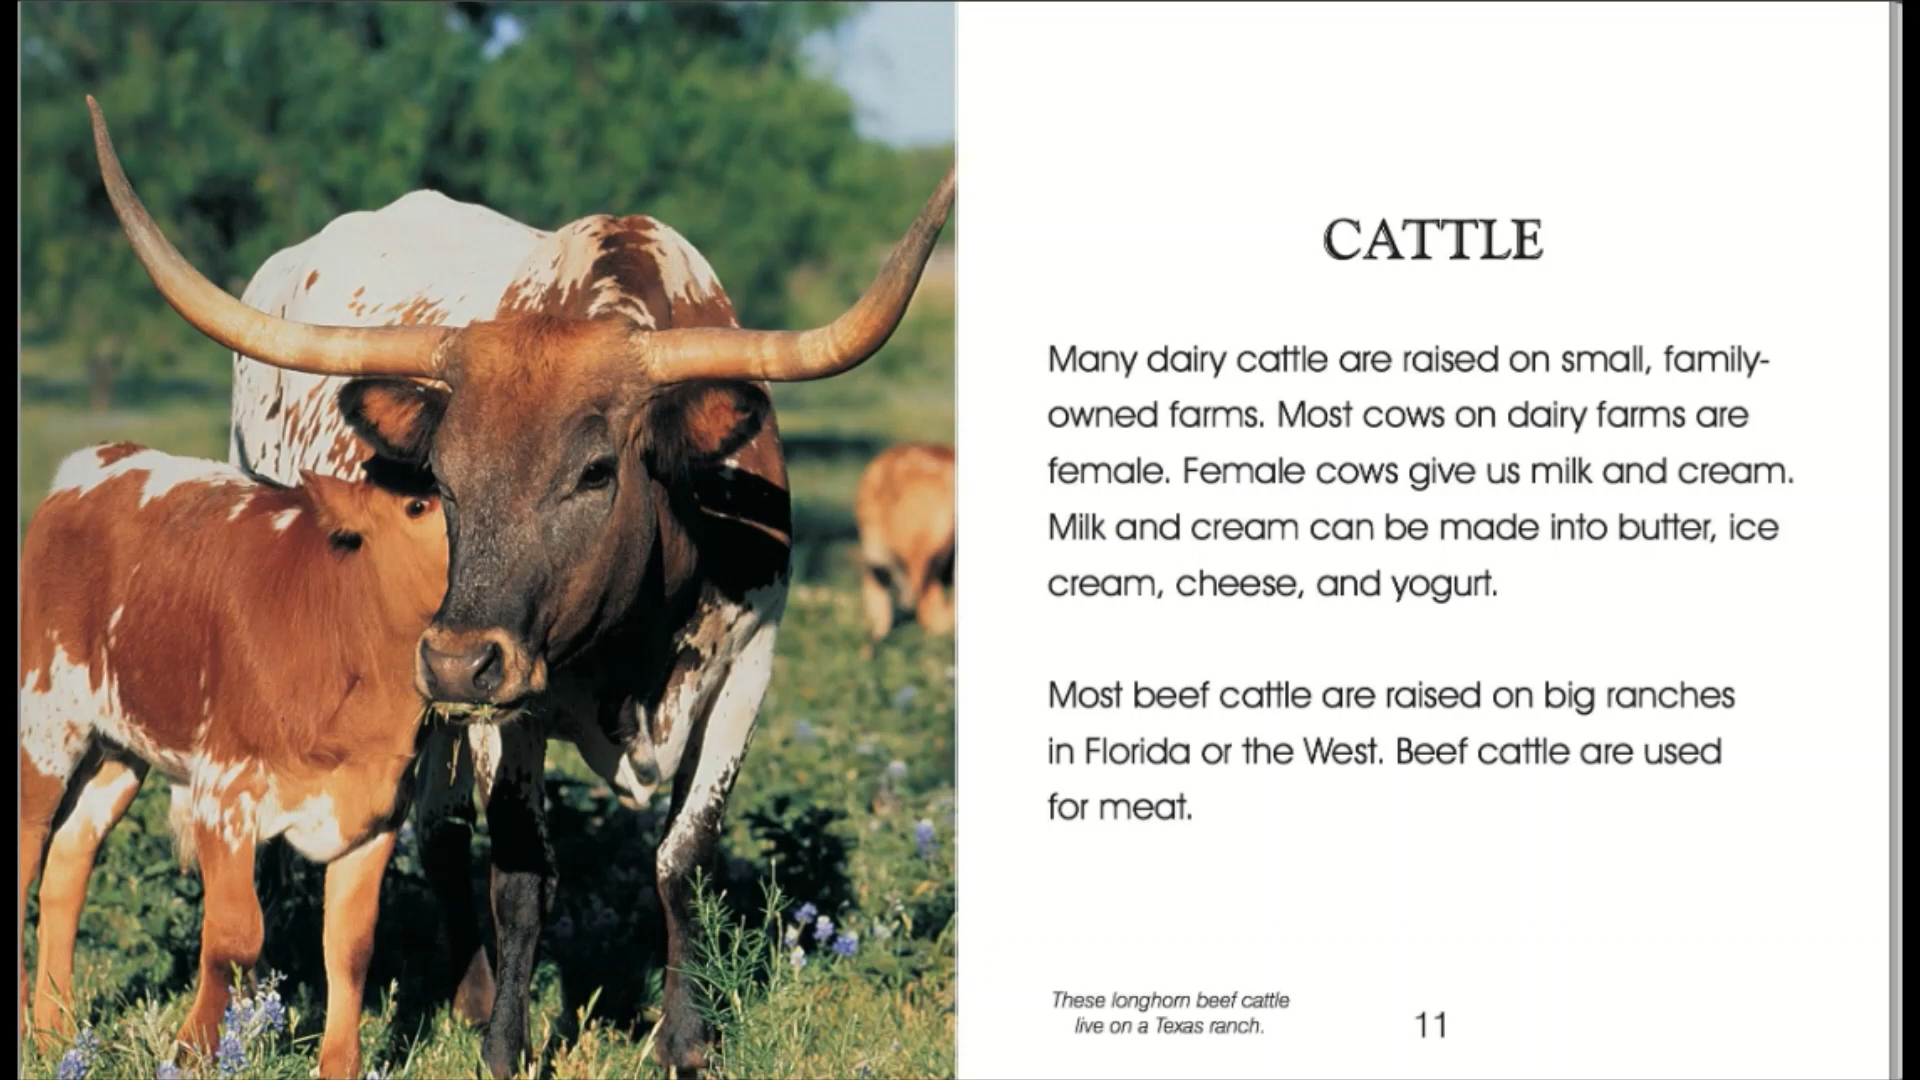 CATTLE
Many dairy cattle are raised on small, family-
owned farms. Most cows on dairy farms are
female. Female cows give us milk and cream.
Milk and cream can be made into butter, ice
cream, cheese, and yogurt.
Most beef cattle are raised on big ranches
in Florida or the West. Beef cattle are used
for meat.
These longhorn beef cattle
live on a Texas ranch.
11